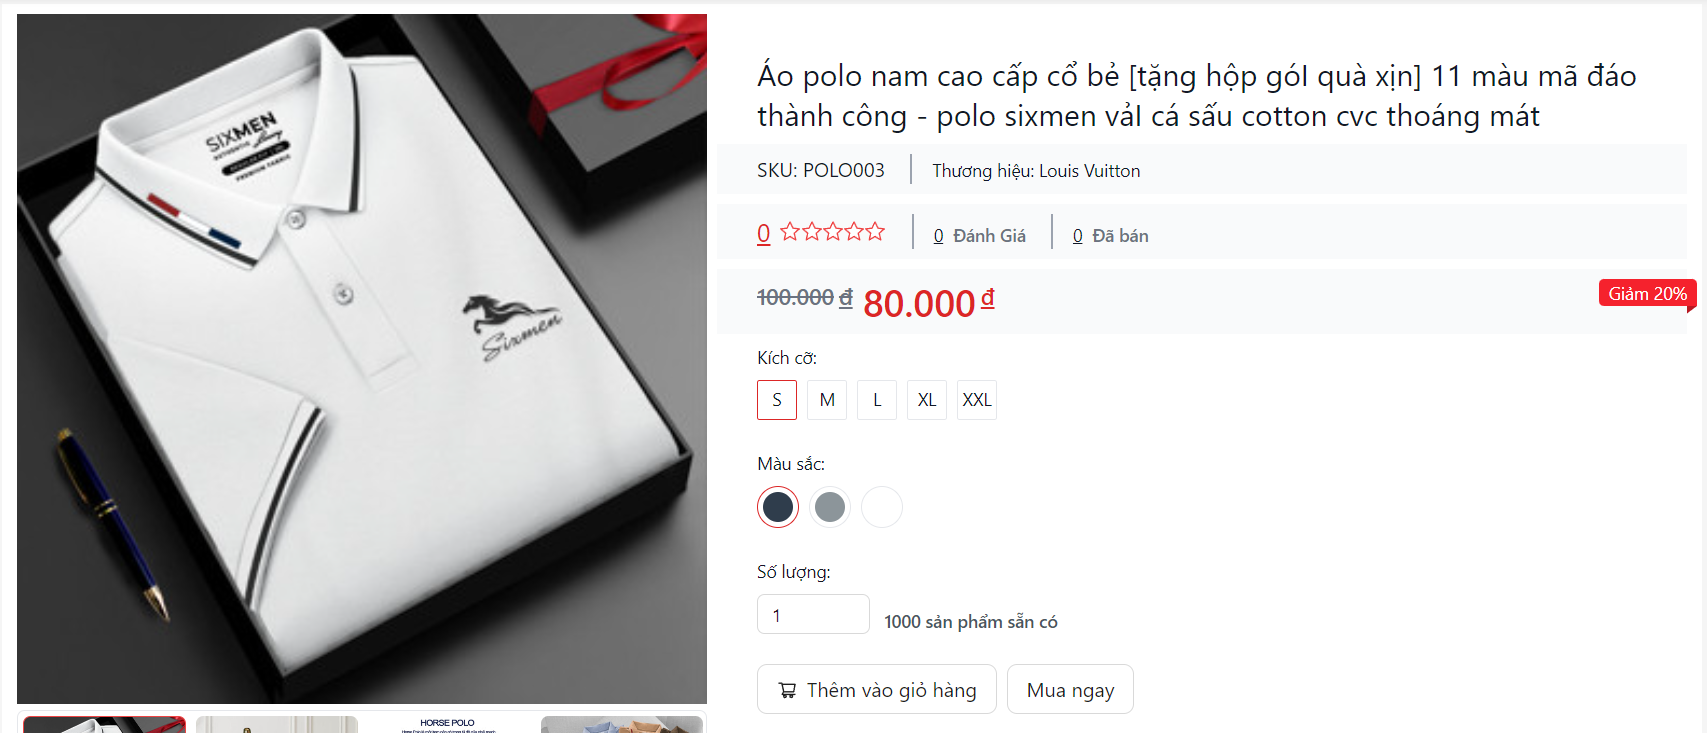 SIXMEN
AUTHENTIC Luxury
PREMIUM FABRIC
Sixmen
HORSE POLO
Áo polo nam cao cấp cổ bẻ [tặng hộp góI quà xịn] 11 màu mã đáo
thành công - polo sixmen vảI cá sấu cotton cvc thoáng mát
SKU: POLO003
Thương hiệu: Louis Vuitton
0
0 Đánh Giá
0 Đã bán
100.000 đ 80.000 đ
Giảm 20%
Kích cỡ:
S M L XL XXL
Màu sắc:
Số lượng:
1
1000 sản phẩm sẵn có
Thêm vào giỏ hàng
Mua ngay